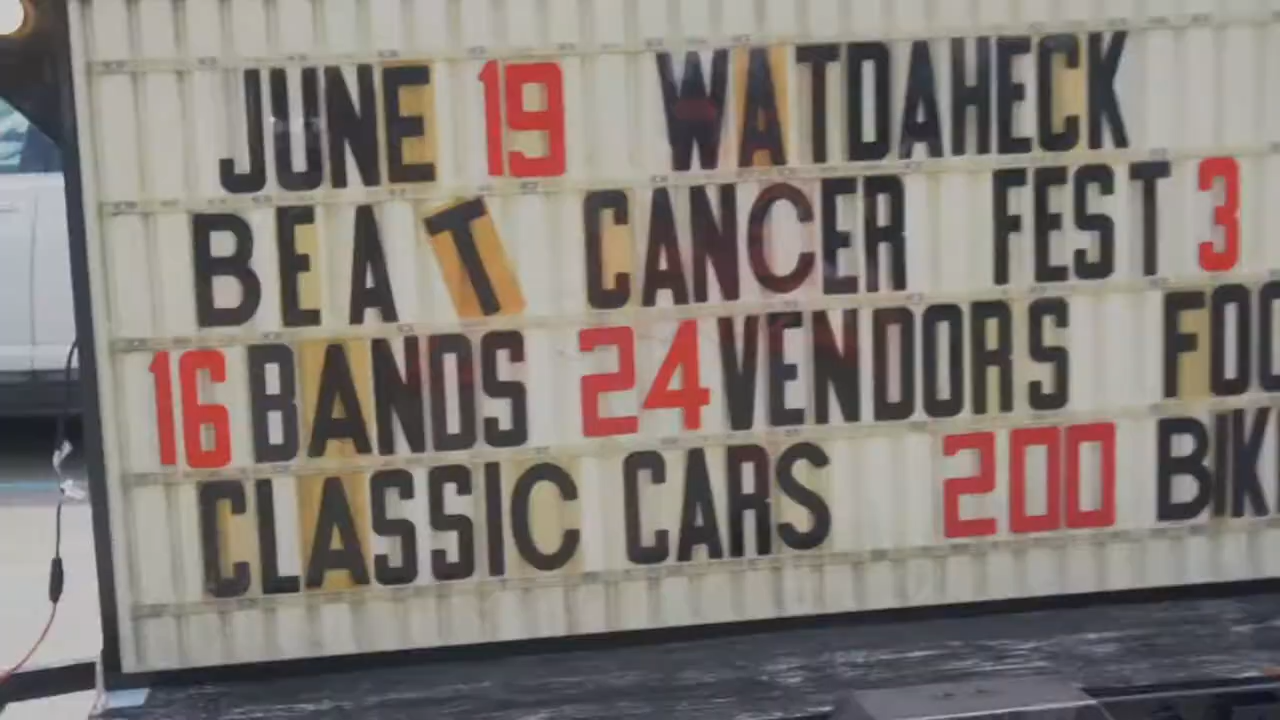 JUNE 19 WATDAHECK
BEAT CANCER FEST 3
16 BANDS 24 VENDORS
CLASSIC CARS 200